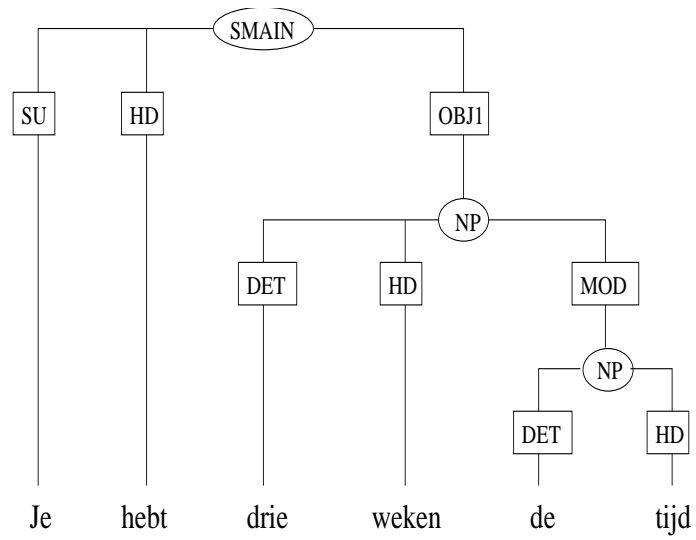 SMAIN
SU HD OBJ1
NP
DET HD MOD
NP
DET HD
Je hebt drie weken de tijd